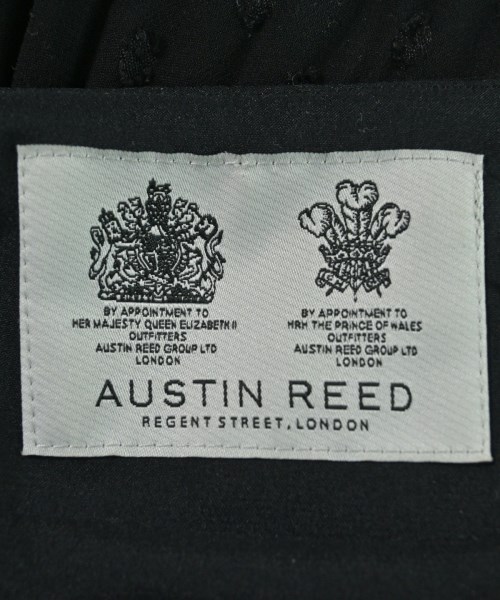 BY APPOINTMENT TO
HER MAJESTY QUEEN ELIZABETH II
OUTFITTERS
AUSTIN REED GROUP LTD
LONDON
BY APPOINTMENT TO
HRH THE PRINCE OF WALES
OUTFITTERS
AUSTIN REED GROUP LTD
LONDON
AUSTIN REED
REGENT STREET, LONDON